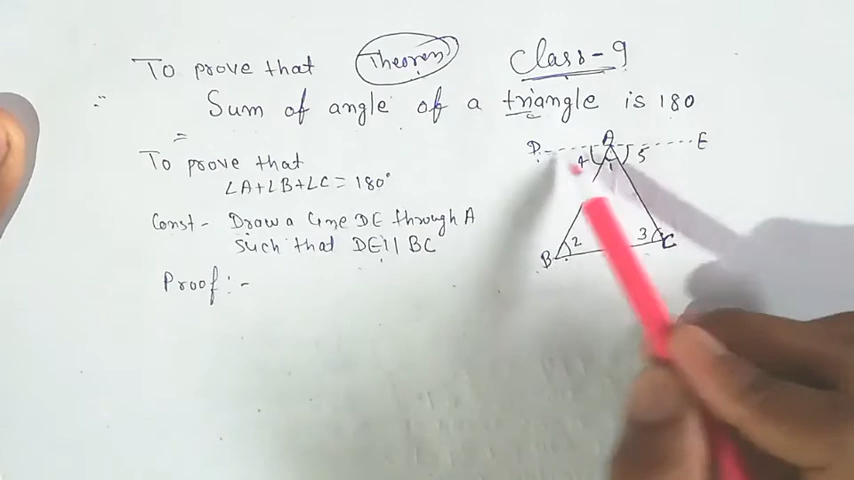 To prove that Theorem Class-9
∴ Sum of angle of a triangle is 180
=
To prove that
∠A+∠B+∠C=180°
Const- Draw a line DE through A
such that DE || BC
Proof:-
D A E
4 1 5
2 3
B C